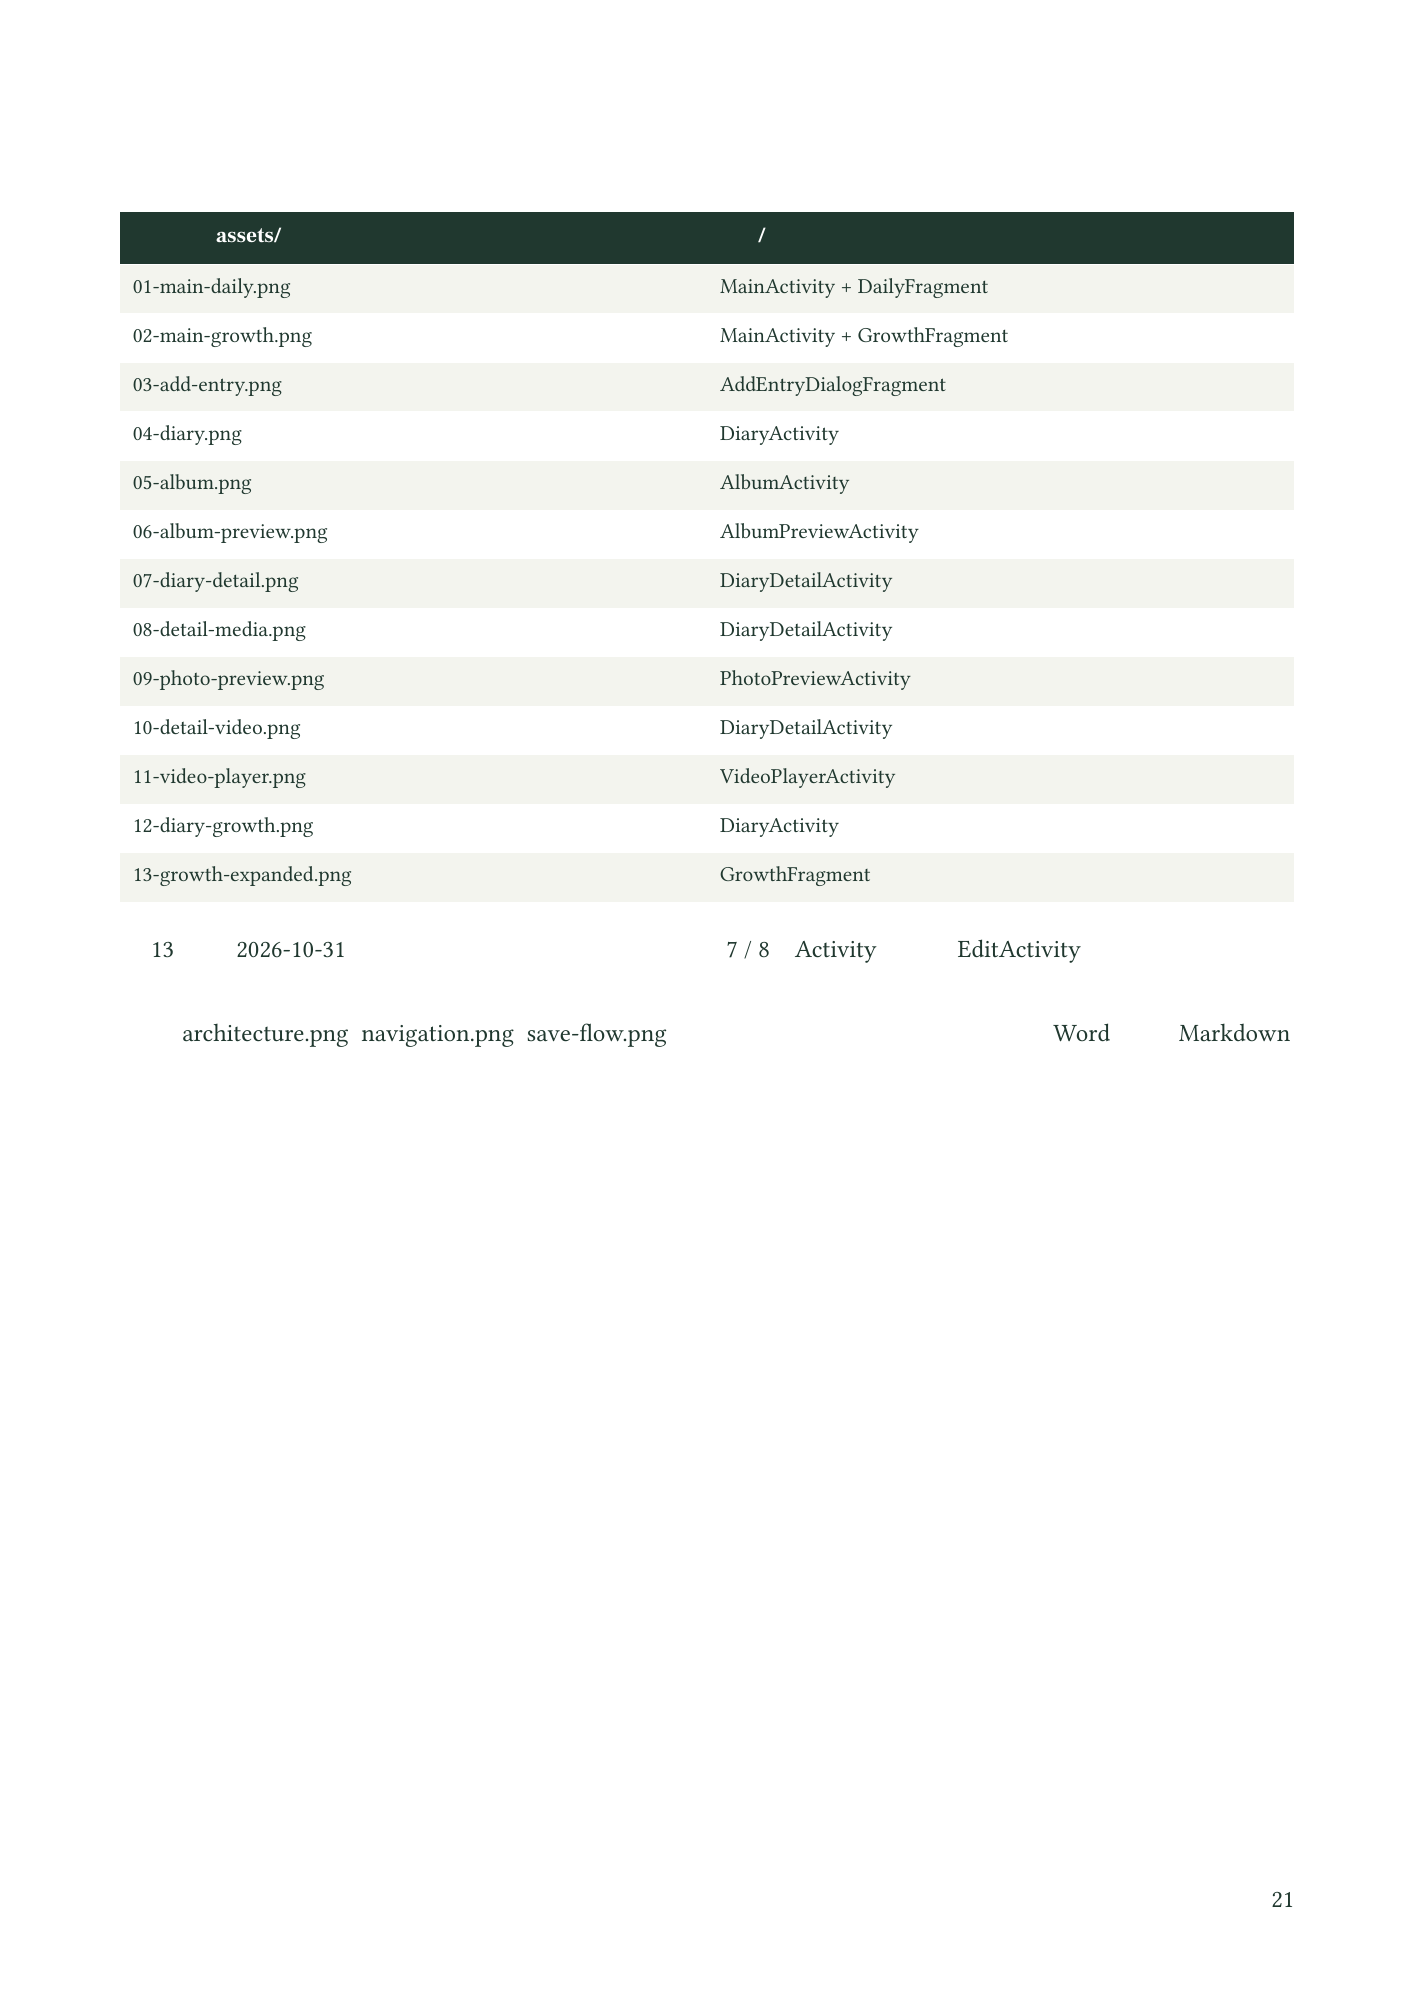 assets/ /
01-main-daily.png MainActivity + DailyFragment
02-main-growth.png MainActivity + GrowthFragment
03-add-entry.png AddEntryDialogFragment
04-diary.png DiaryActivity
05-album.png AlbumActivity
06-album-preview.png AlbumPreviewActivity
07-diary-detail.png DiaryDetailActivity
08-detail-media.png DiaryDetailActivity
09-photo-preview.png PhotoPreviewActivity
10-detail-video.png DiaryDetailActivity
11-video-player.png VideoPlayerActivity
12-diary-growth.png DiaryActivity
13-growth-expanded.png GrowthFragment
13 2026-10-31 7 / 8 Activity EditActivity
architecture.png navigation.png save-flow.png Word Markdown
21